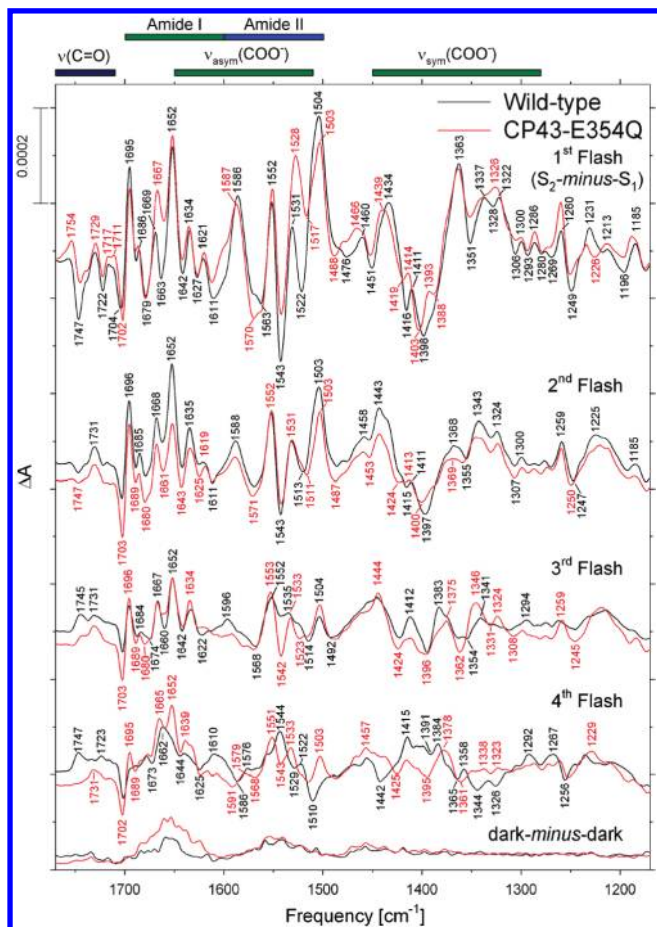 Amide I Amide II
ν(C=O) ν_asym(COO⁻) ν_sym(COO⁻)
0.0002
Wild-type
CP43-E354Q
1st Flash
(S2-minus-S1)
1754 1729 1717 1711 1695 1686 1669 1667 1652 1634 1621 1587 1586 1552 1528 1531 1504 1503 1517 1466 1460 1439 1434 1414 1411 1393 1363 1337 1326 1322 1328 1300 1286 1260 1231 1213 1185
1747 1722 1704 1702 1679 1663 1642 1627 1611 1570 1563 1543 1522 1488 1476 1451 1419 1416 1403 1398 1388 1351 1306 1293 1280 1269 1249 1226 1196
2nd Flash
1731 1696 1685 1668 1652 1635 1619 1588 1552 1531 1503 1503 1458 1443 1413 1411 1368 1343 1324 1300 1259 1225 1185
1747 1703 1689 1680 1661 1643 1625 1611 1571 1543 1513 1511 1487 1453 1424 1415 1400 1397 1369 1355 1307 1250 1247
3rd Flash
1745 1731 1696 1684 1667 1652 1634 1596 1553 1552 1535 1533 1504 1444 1412 1383 1375 1346 1341 1324 1294 1259
1703 1689 1680 1674 1660 1642 1622 1568 1542 1523 1514 1492 1424 1396 1362 1354 1331 1308 1245
4th Flash
1747 1723 1695 1665 1662 1652 1639 1610 1579 1576 1551 1544 1533 1522 1503 1457 1415 1391 1384 1378 1358 1338 1323 1292 1267 1229
1731 1702 1689 1673 1644 1625 1591 1586 1568 1543 1529 1510 1442 1425 1395 1365 1361 1344 1326 1256
dark-minus-dark
ΔA
1700 1600 1500 1400 1300 1200
Frequency [cm⁻¹]